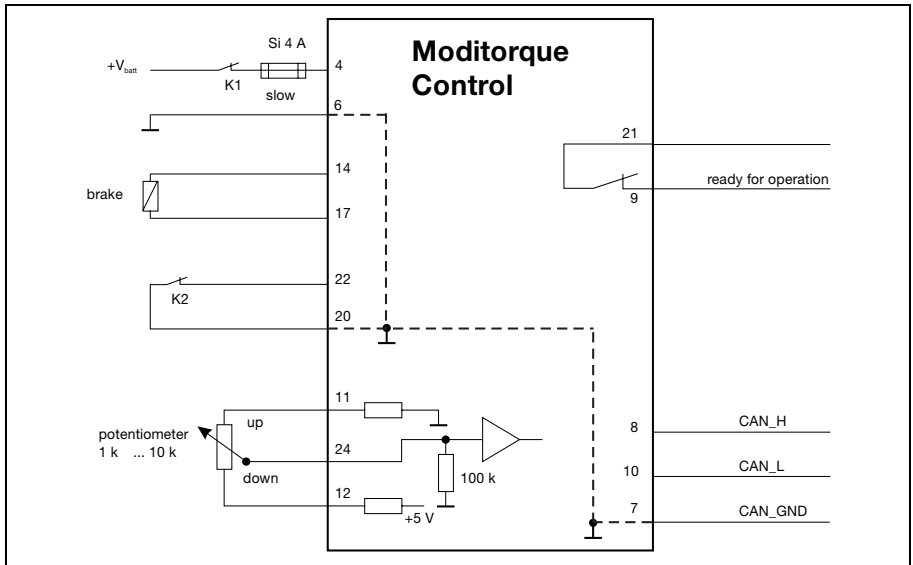 Moditorque
Control
Si 4 A
+Vbatt
K1
slow
4
6
brake
14
17
K2
22
20
potentiometer
1 k ... 10 k
up
down
11
24
12
100 k
+5 V
21
ready for operation
9
8
CAN_H
10
CAN_L
7
CAN_GND